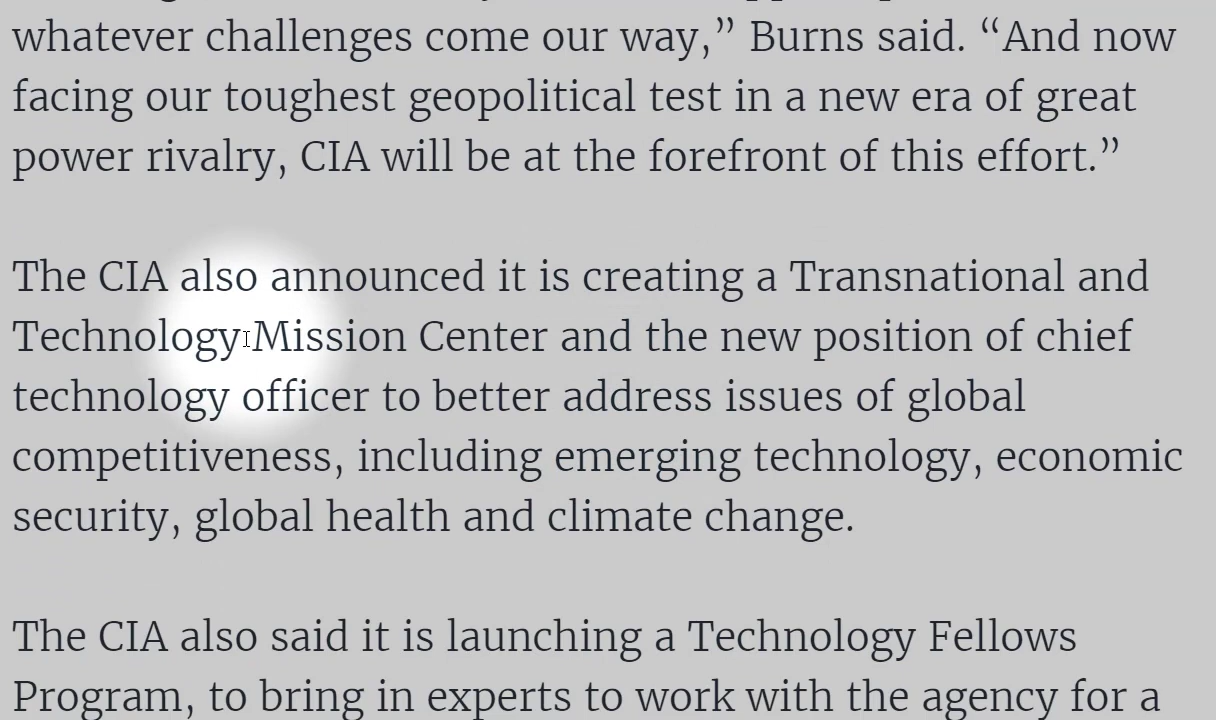 whatever challenges come our way,” Burns said. “And now
facing our toughest geopolitical test in a new era of great
power rivalry, CIA will be at the forefront of this effort.”
The CIA also announced it is creating a Transnational and
Technology Mission Center and the new position of chief
technology officer to better address issues of global
competitiveness, including emerging technology, economic
security, global health and climate change.
The CIA also said it is launching a Technology Fellows
Program, to bring in experts to work with the agency for a